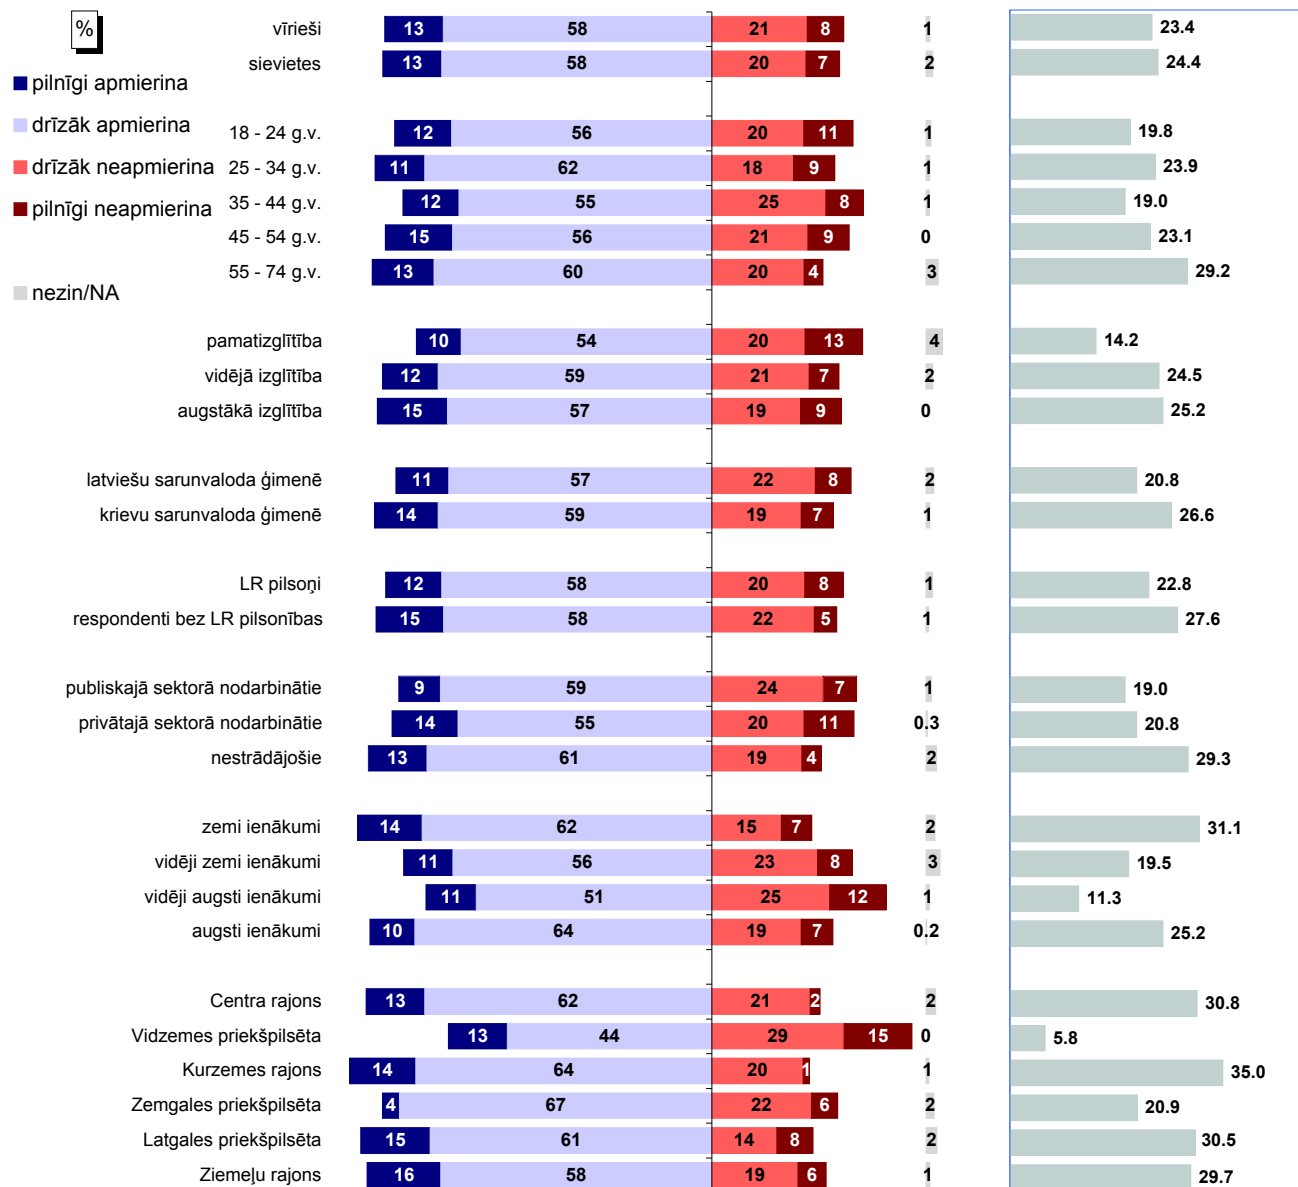 %
pilnīgi apmierina
drīzāk apmierina
drīzāk neapmierina
pilnīgi neapmierina
nezin/NA
vīrieši 13 58 21 8 1 23.4
sievietes 13 58 20 7 2 24.4
18 - 24 g.v. 12 56 20 11 1 19.8
25 - 34 g.v. 11 62 18 9 1 23.9
35 - 44 g.v. 12 55 25 8 1 19.0
45 - 54 g.v. 15 56 21 9 0 23.1
55 - 74 g.v. 13 60 20 4 3 29.2
pamatizglītība 10 54 20 13 4 14.2
vidējā izglītība 12 59 21 7 2 24.5
augstākā izglītība 15 57 19 9 0 25.2
latviešu sarunvaloda ģimenē 11 57 22 8 2 20.8
krievu sarunvaloda ģimenē 14 59 19 7 1 26.6
LR pilsoņi 12 58 20 8 1 22.8
respondenti bez LR pilsonības 15 58 22 5 1 27.6
publiskajā sektorā nodarbinātie 9 59 24 7 1 19.0
privātajā sektorā nodarbinātie 14 55 20 11 0.3 20.8
nestrādājošie 13 61 19 4 2 29.3
zemi ienākumi 14 62 15 7 2 31.1
vidēji zemi ienākumi 11 56 23 8 3 19.5
vidēji augsti ienākumi 11 51 25 12 1 11.3
augsti ienākumi 10 64 19 7 0.2 25.2
Centra rajons 13 62 21 2 2 30.8
Vidzemes priekšpilsēta 13 44 29 15 0 5.8
Kurzemes rajons 14 64 20 1 1 35.0
Zemgales priekšpilsēta 4 67 22 6 2 20.9
Latgales priekšpilsēta 15 61 14 8 2 30.5
Ziemeļu rajons 16 58 19 6 1 29.7